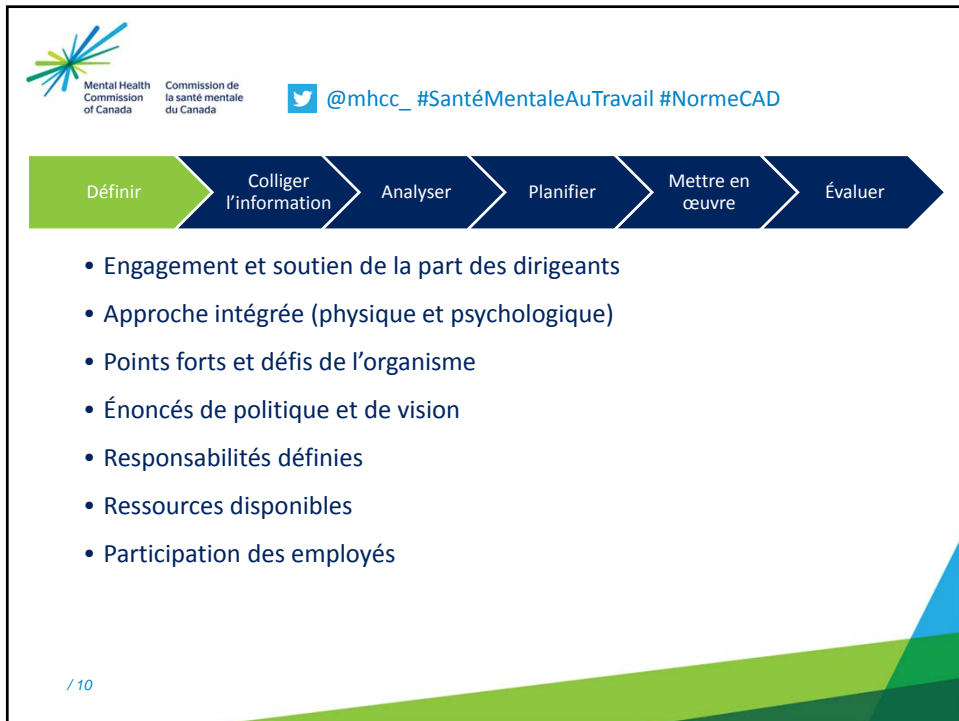 Mental Health
Commission
of Canada
Commission de
la santé mentale
du Canada
@mhcc_ #SantéMentaleAuTravail #NormeCAD
Définir
Colliger
l’information
Analyser
Planifier
Mettre en
œuvre
Évaluer
• Engagement et soutien de la part des dirigeants
• Approche intégrée (physique et psychologique)
• Points forts et défis de l’organisme
• Énoncés de politique et de vision
• Responsabilités définies
• Ressources disponibles
• Participation des employés
/ 10